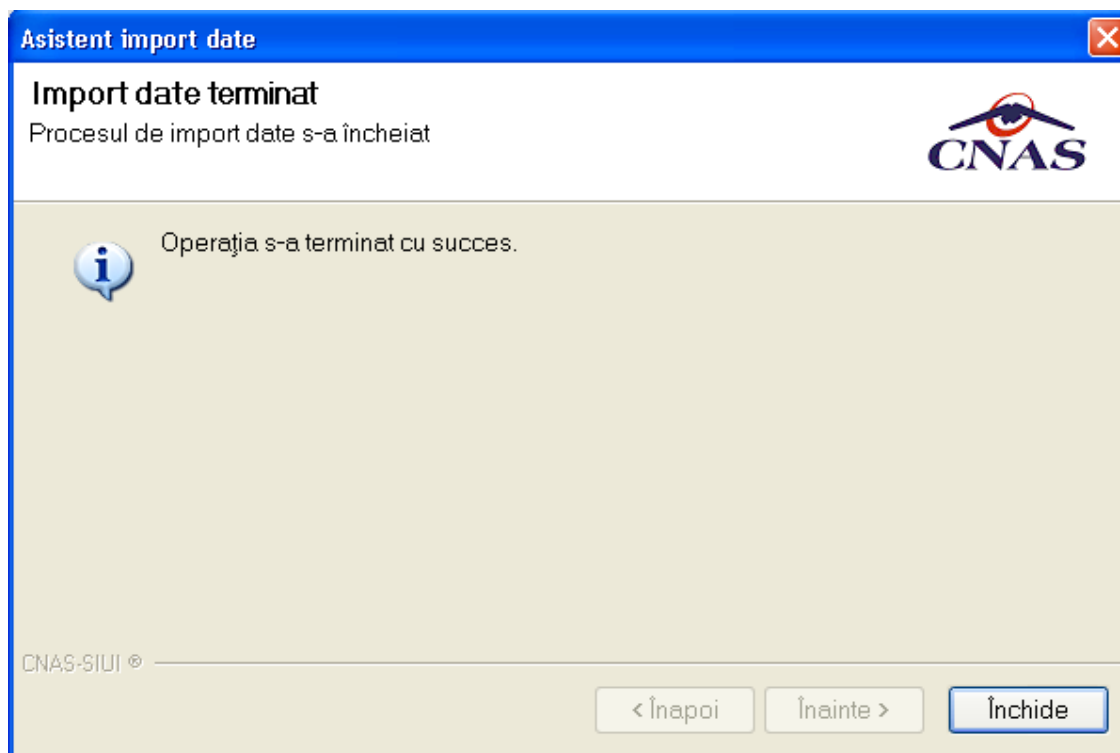 Asistent import date
Import date terminat
Procesul de import date s-a încheiat
CNAS
Operaţia s-a terminat cu succes.
CNAS-SIUI ®
< Înapoi
Înainte >
Închide